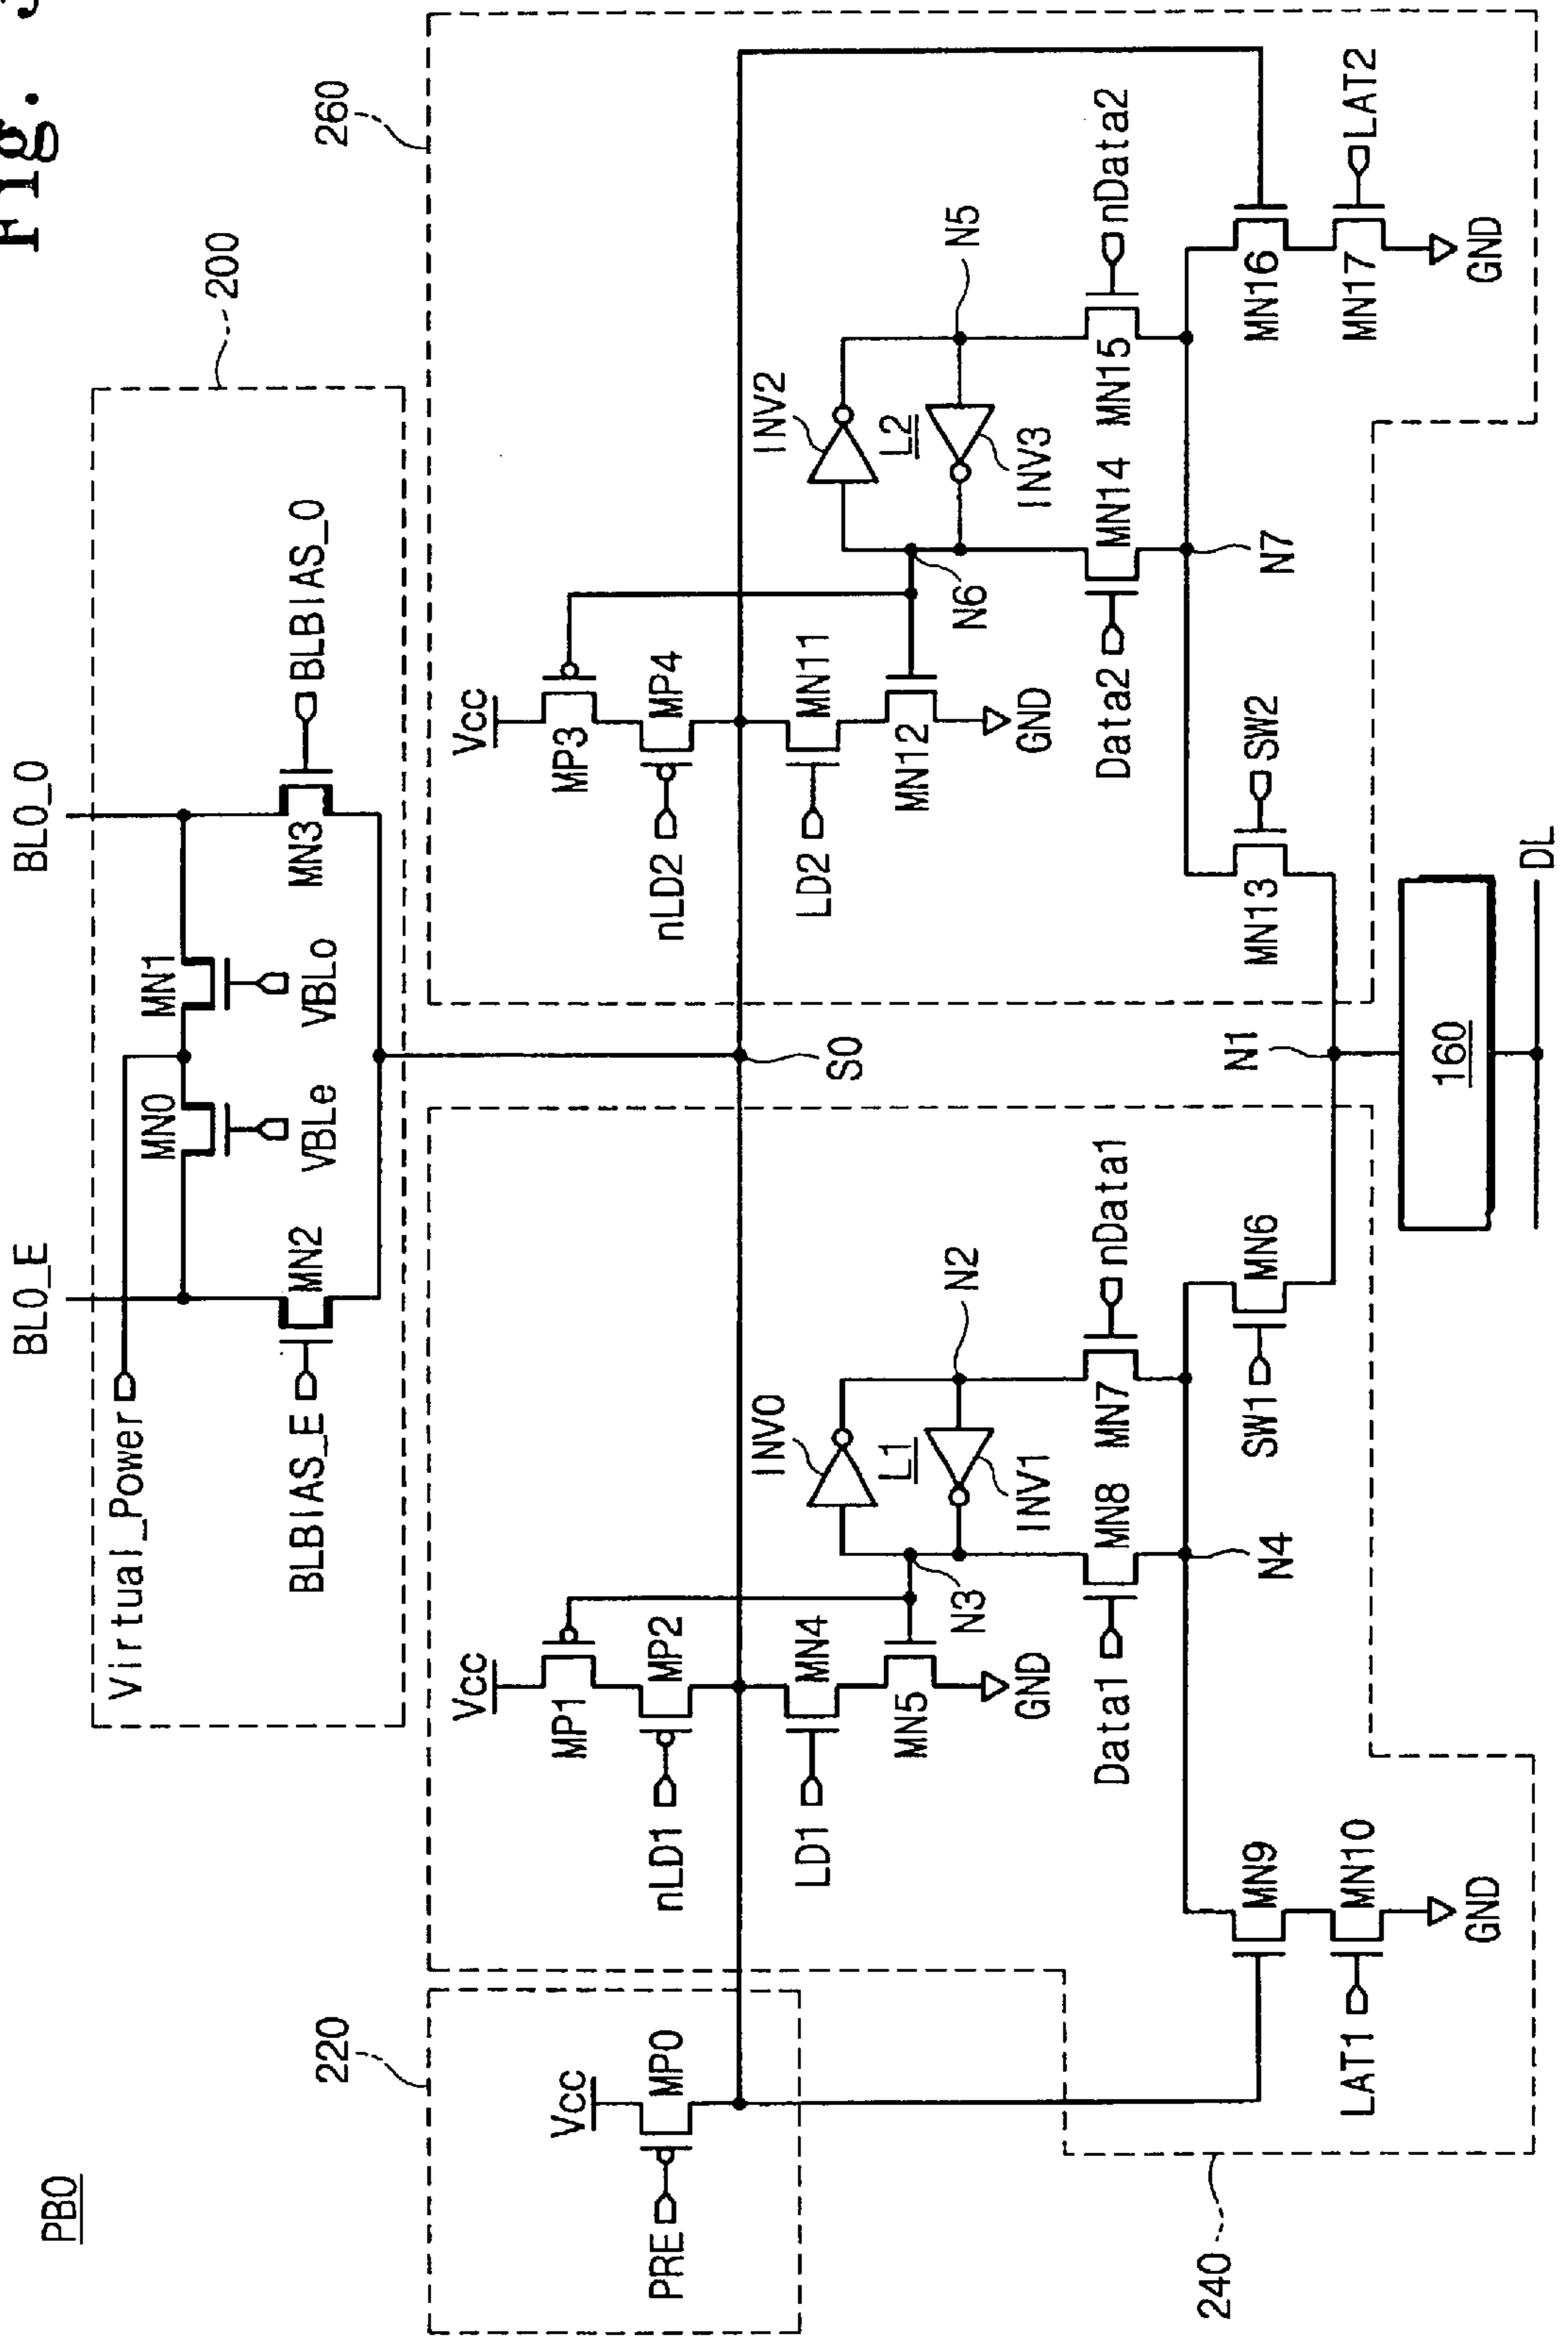 Fig.
PB0
BL0_E
BL0_O
200
Virtual_Power
MN0
MN1
VBLe
VBLo
BLBIAS_E
MN2
MN3
BLBIAS_O
220
Vcc
PRE
MP0
S0
240
Vcc
MP1
nLD1
MP2
LD1
MN4
MN5
GND
N3
INV0
L1
INV1
N2
Data1
MN8
MN7
nData1
N4
SW1
MN6
MN9
LAT1
MN10
GND
260
Vcc
MP3
nLD2
MP4
LD2
MN11
MN12
GND
N6
INV2
L2
INV3
N5
Data2
MN14
MN15
nData2
N7
MN13
SW2
MN16
MN17
LAT2
GND
N1
160
DL